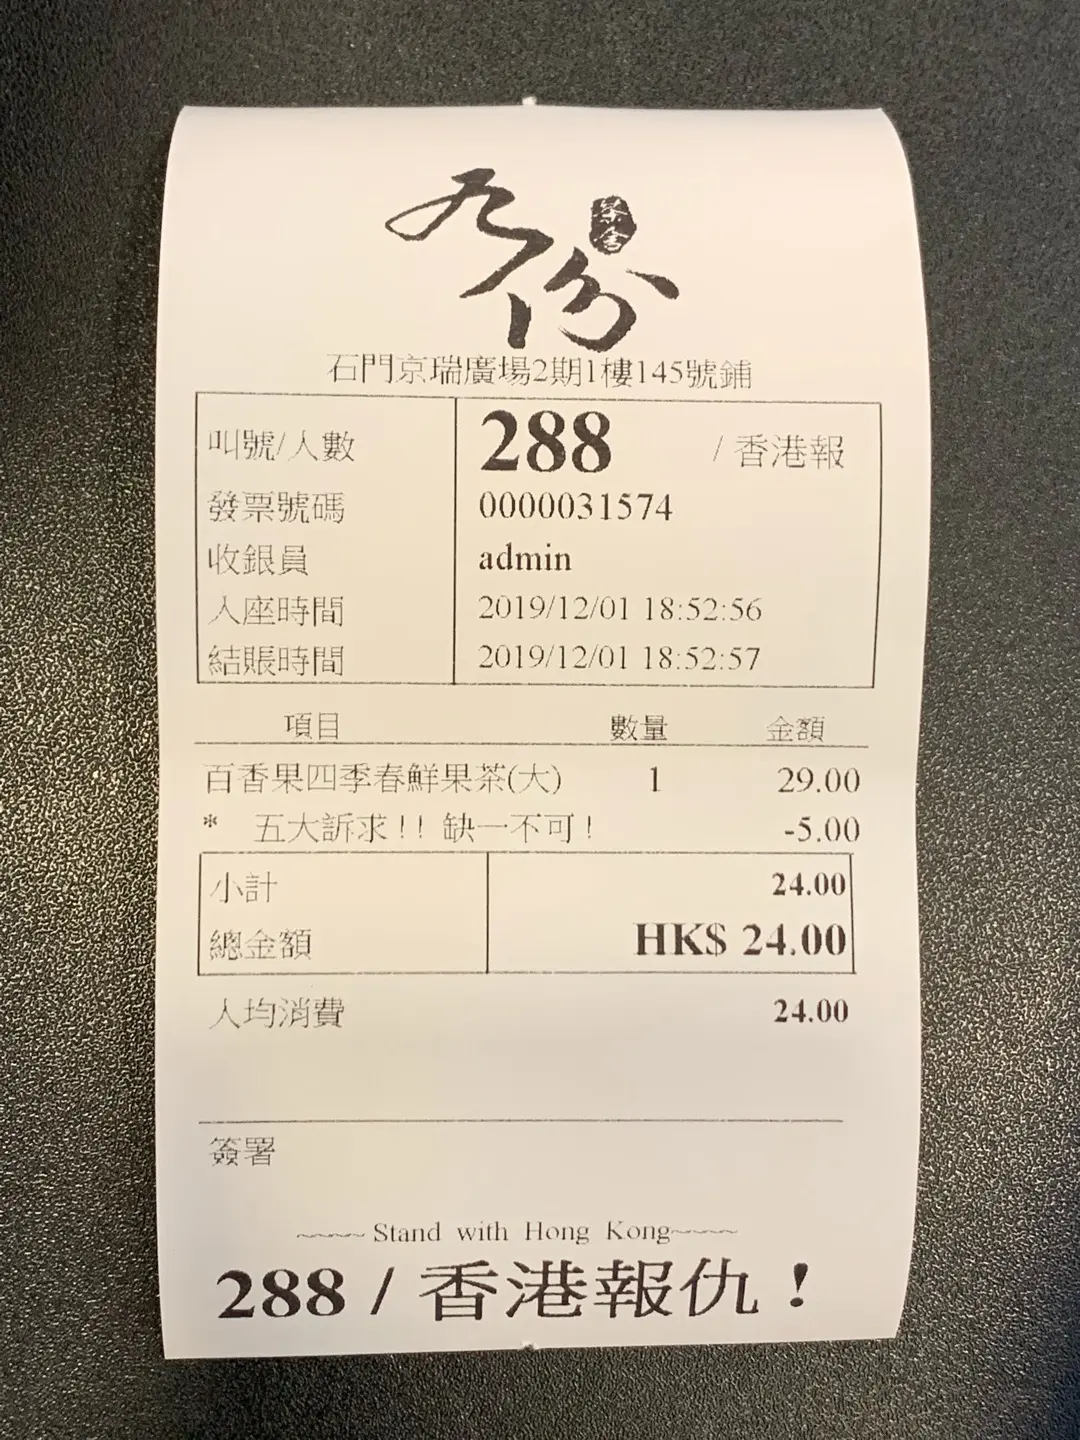 九份
茶舍
石門京瑞廣場2期1樓145號鋪
叫號/人數 288 / 香港報
發票號碼 0000031574
收銀員 admin
入座時間 2019/12/01 18:52:56
結賬時間 2019/12/01 18:52:57
項目 數量 金額
百香果四季春鮮果茶(大) 1 29.00
* 五大訴求!! 缺一不可! -5.00
小計 24.00
總金額 HK$ 24.00
人均消費 24.00
簽署
~~~~Stand with Hong Kong~~~~
288 / 香港報仇！